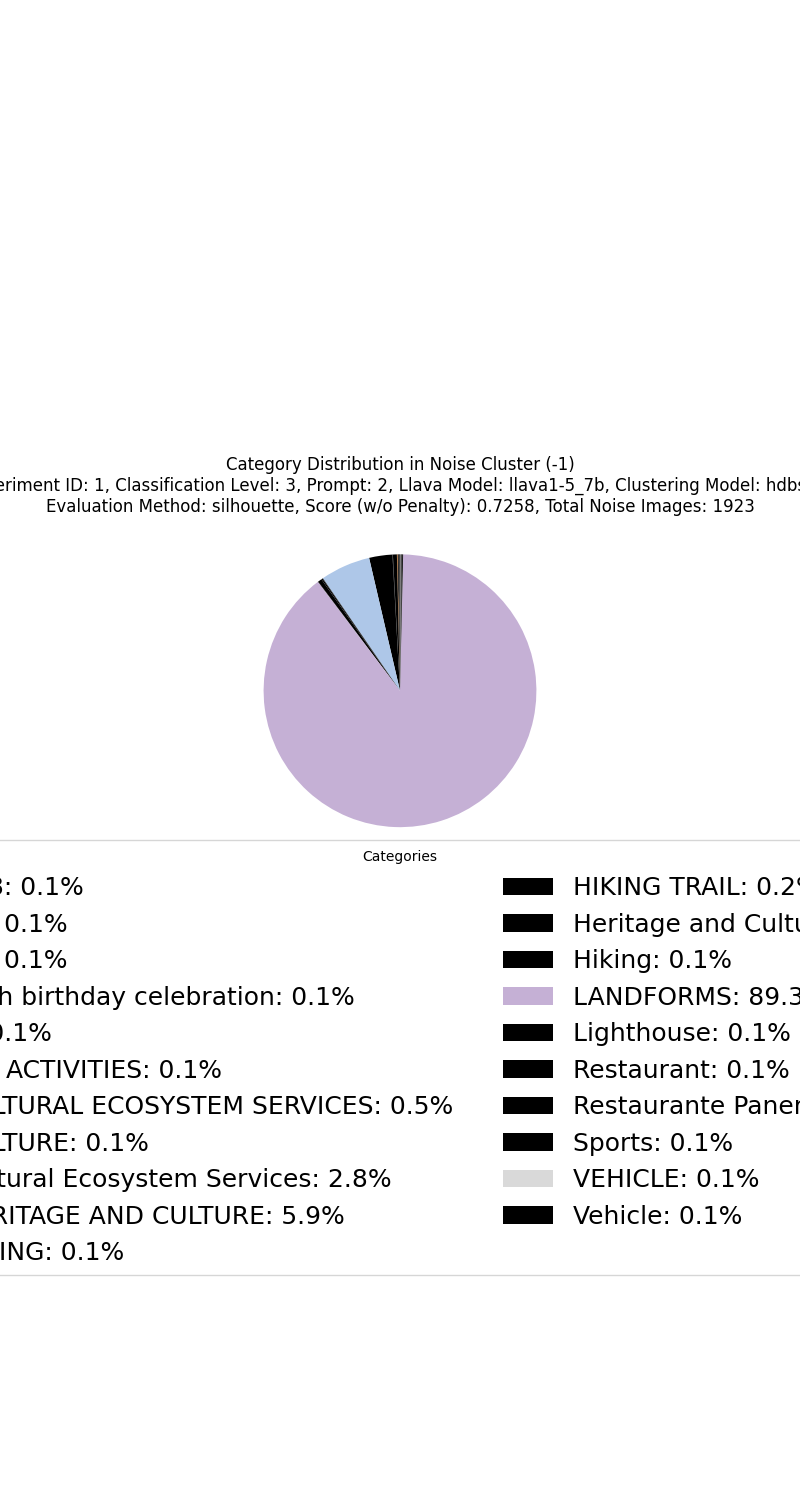 Category Distribution in Noise Cluster (-1)
eriment ID: 1, Classification Level: 3, Prompt: 2, Llava Model: llava1-5_7b, Clustering Model: hdbs
Evaluation Method: silhouette, Score (w/o Penalty): 0.7258, Total Noise Images: 1923
Categories
: 0.1%
0.1%
0.1%
h birthday celebration: 0.1%
0.1%
ACTIVITIES: 0.1%
LTURAL ECOSYSTEM SERVICES: 0.5%
LTURE: 0.1%
tural Ecosystem Services: 2.8%
RITAGE AND CULTURE: 5.9%
ING: 0.1%
HIKING TRAIL: 0.2%
Heritage and Cultu
Hiking: 0.1%
LANDFORMS: 89.3
Lighthouse: 0.1%
Restaurant: 0.1%
Restaurante Paner
Sports: 0.1%
VEHICLE: 0.1%
Vehicle: 0.1%